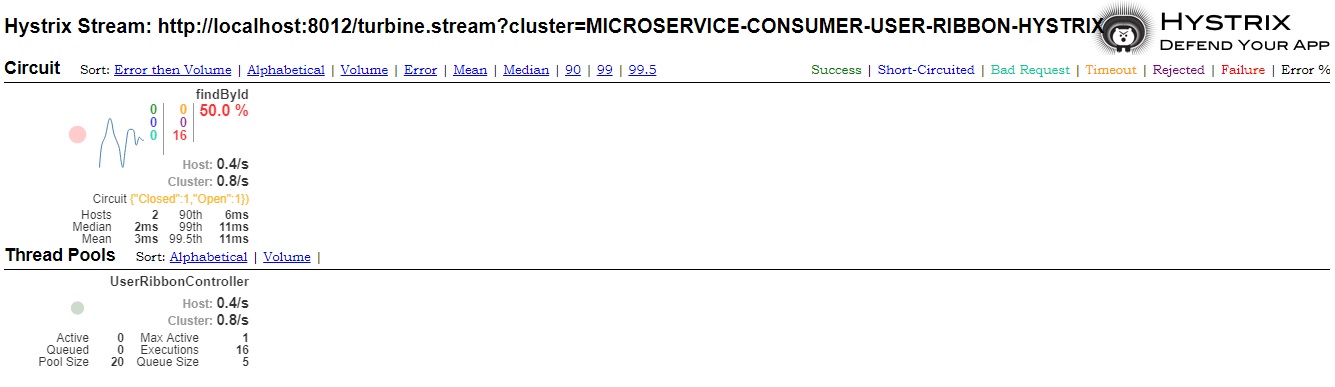 Hystrix Stream: http://localhost:8012/turbine.stream?cluster=MICROSERVICE-CONSUMER-USER-RIBBON-HYSTRIX
HYSTRIX
DEFEND YOUR APP
Circuit Sort: Error then Volume | Alphabetical | Volume | Error | Mean | Median | 90 | 99 | 99.5 Success | Short-Circuited | Bad Request | Timeout | Rejected | Failure | Error %
findById
0 0 50.0 %
0 0
0 16
Host: 0.4/s
Cluster: 0.8/s
Circuit {"Closed":1,"Open":1})
Hosts 2 90th 6ms
Median 2ms 99th 11ms
Mean 3ms 99.5th 11ms
Thread Pools Sort: Alphabetical | Volume |
UserRibbonController
Host: 0.4/s
Cluster: 0.8/s
Active 0 Max Active 1
Queued 0 Executions 16
Pool Size 20 Queue Size 5